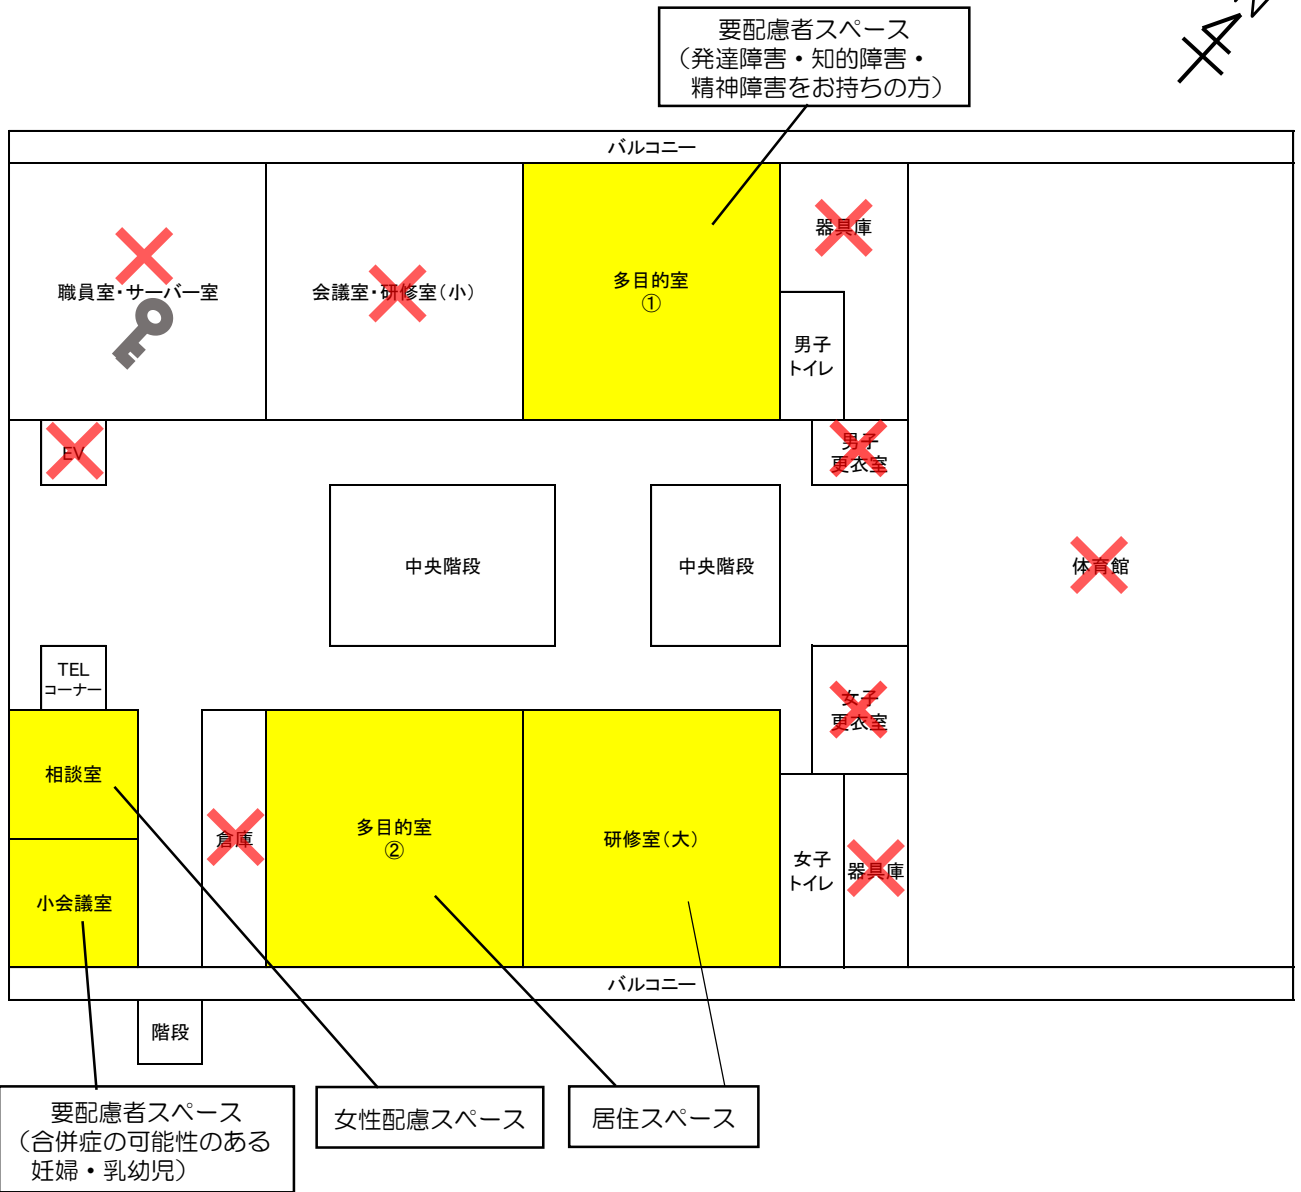 N
要配慮者スペース
（発達障害・知的障害・
精神障害をお持ちの方）
バルコニー
職員室・サーバー室
会議室・研修室（小）
多目的室
①
器具庫
男子
トイレ
EV
男子
更衣室
中央階段
中央階段
体育館
TEL
コーナー
女子
更衣室
相談室
小会議室
倉庫
多目的室
②
研修室（大）
女子
トイレ
器具庫
バルコニー
階段
要配慮者スペース
（合併症の可能性のある
妊婦・乳幼児）
女性配慮スペース
居住スペース